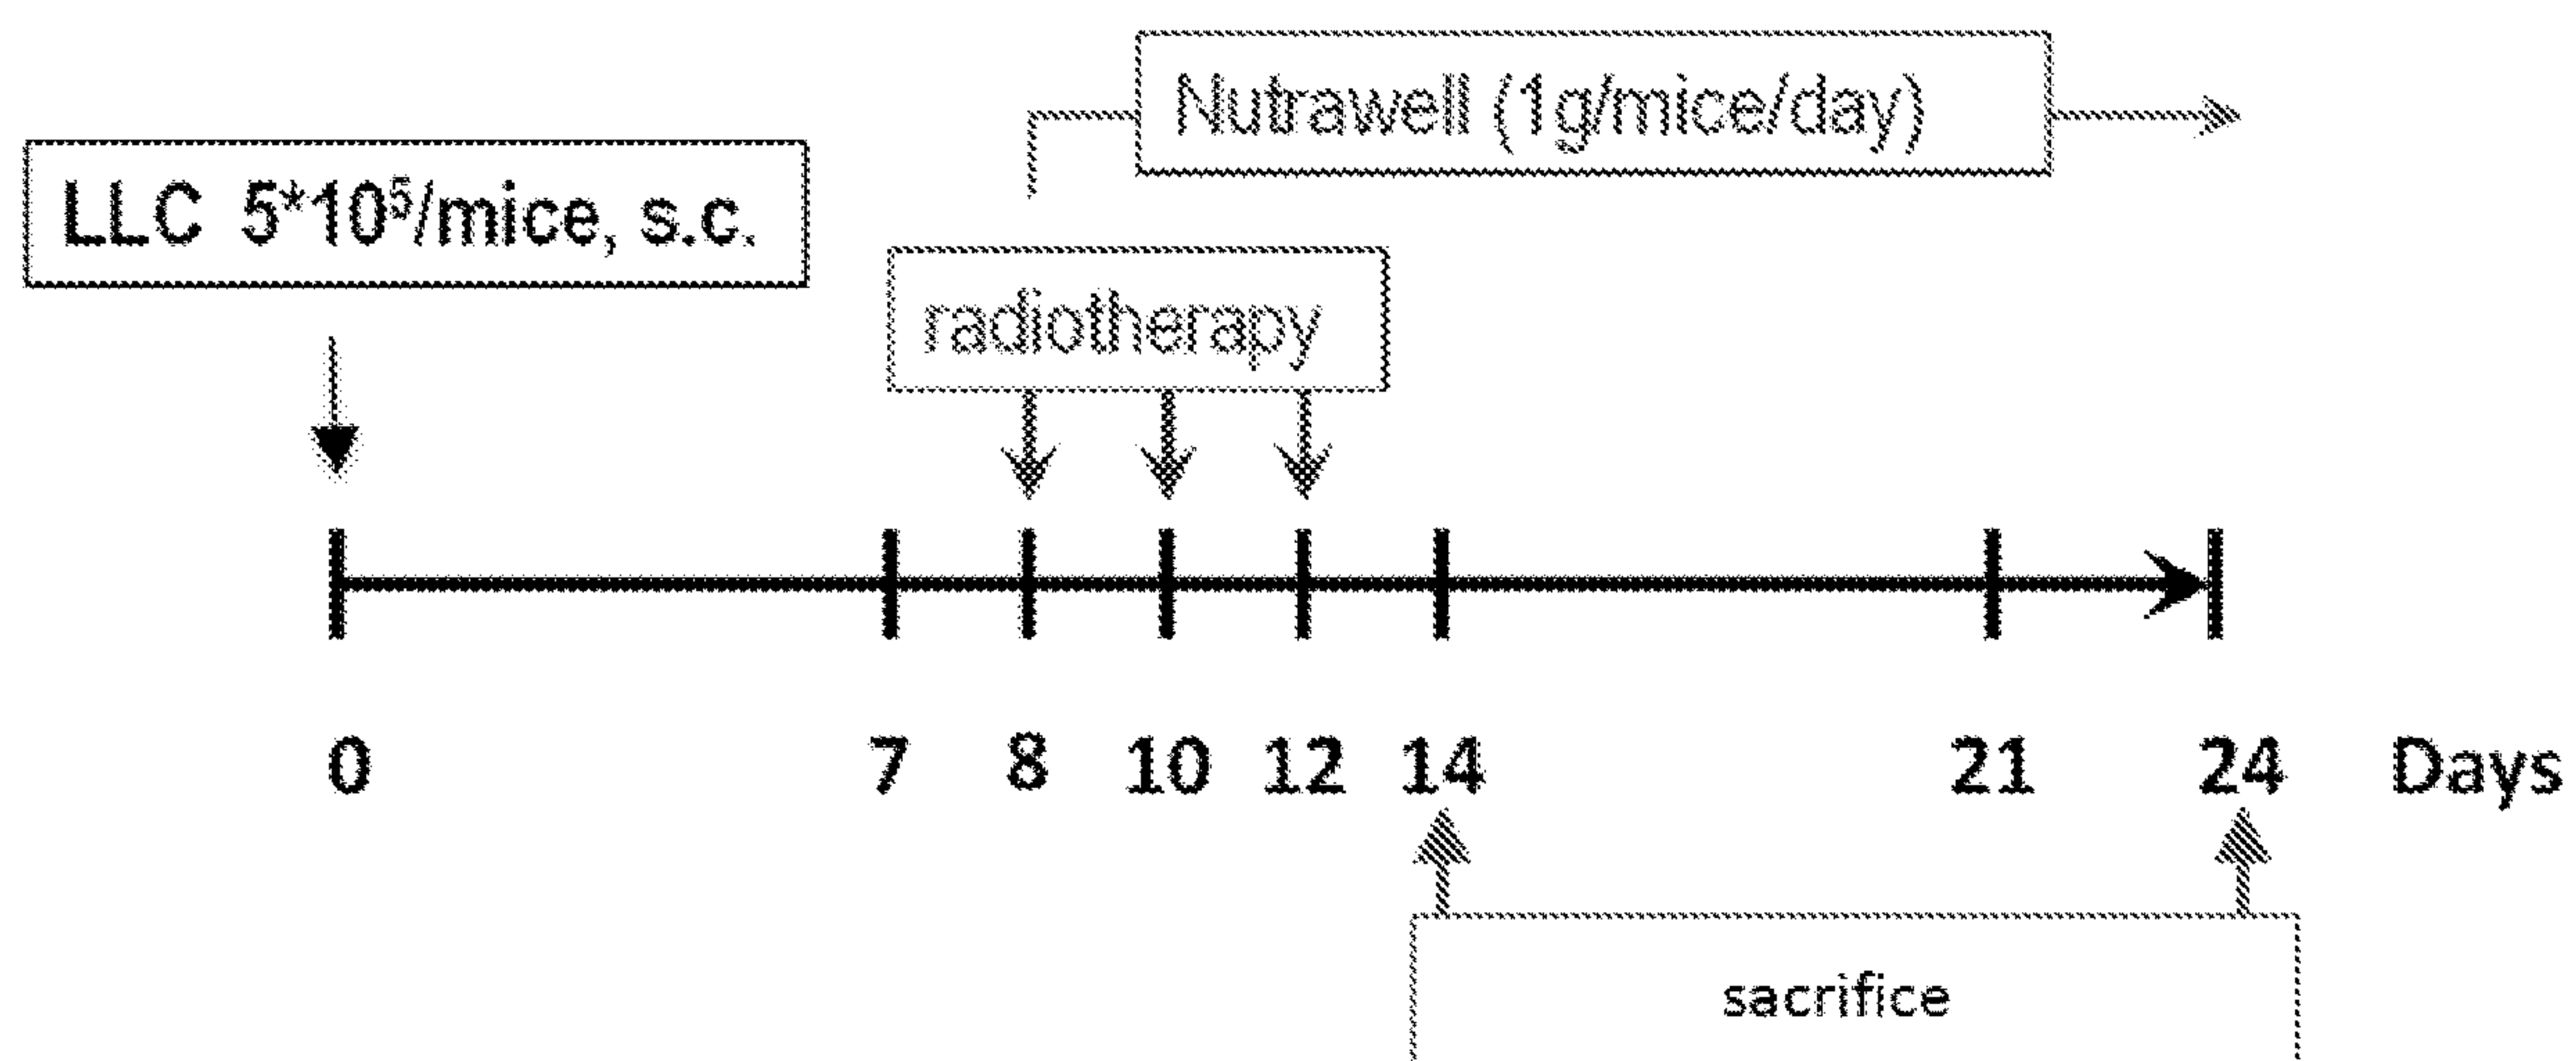 Nutrawell (1g/mice/day)
LLC 5*10⁵/mice, s.c.
radiotherapy
0 7 8 10 12 14 21 24 Days
sacrifice